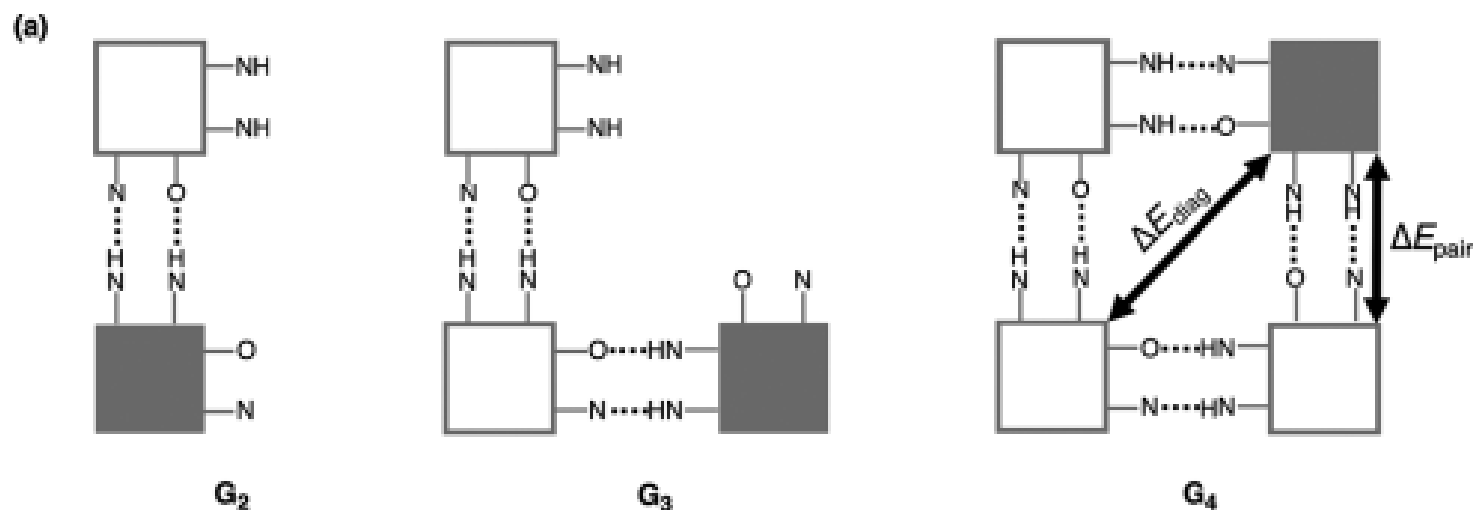 (a)
NH
NH
N O
H H
N N
O
N
G2
NH
NH
N O
H H
N N
O N
O HN
N HN
G3
NH N
NH O
N O
H H
N N
N N
H H
O N
ΔEdiag
ΔEpair
O HN
N HN
G4